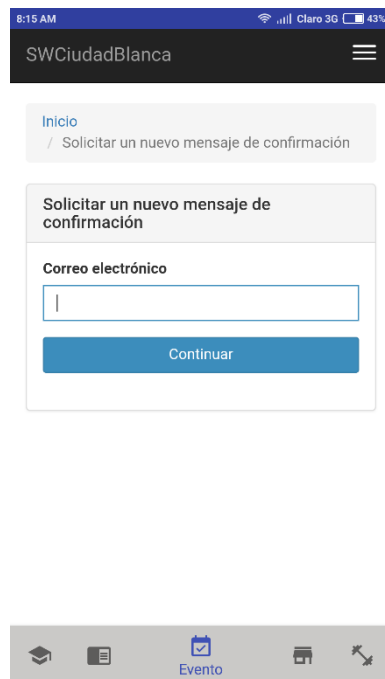 8:15 AM Claro 3G 43%
SWCiudadBlanca
Inicio
/ Solicitar un nuevo mensaje de confirmación
Solicitar un nuevo mensaje de
confirmación
Correo electrónico
Continuar
Evento